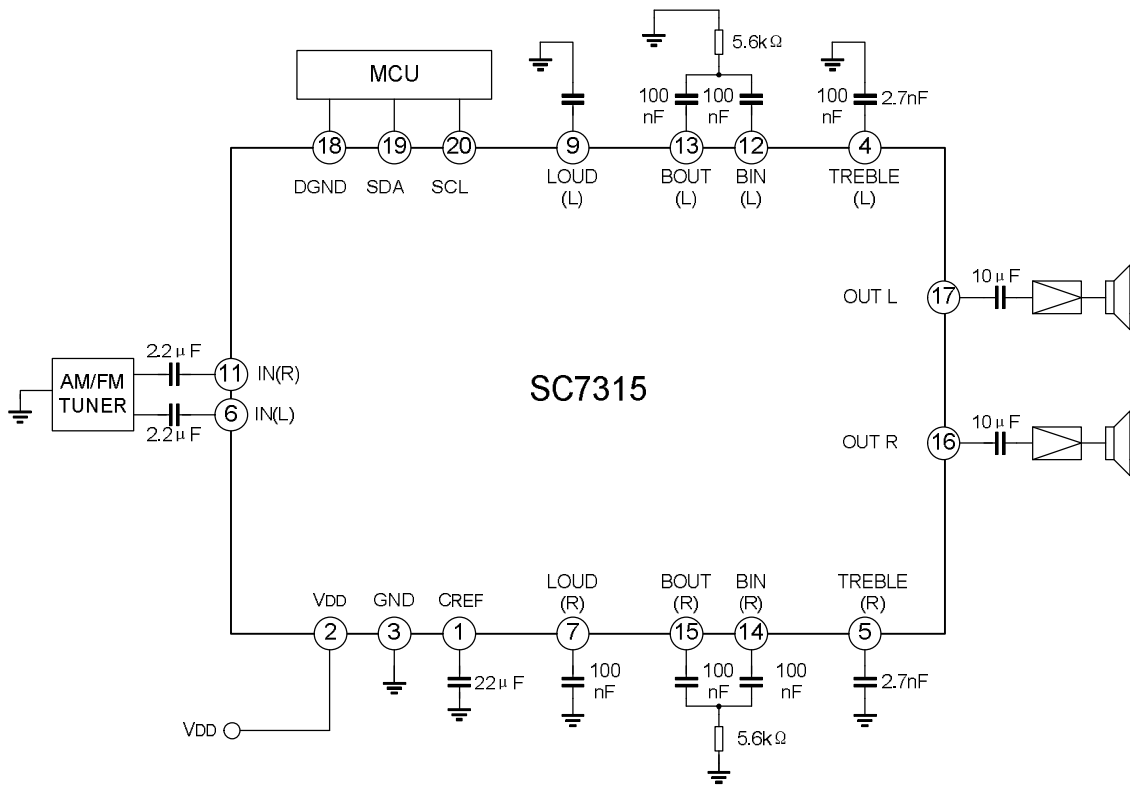 5.6kΩ
MCU
100
nF
100
nF
100
nF
2.7nF
18
19
20
9
13
12
4
DGND
SDA
SCL
LOUD
(L)
BOUT
(L)
BIN
(L)
TREBLE
(L)
OUT L
17
10μF
2.2μF
AM/FM
TUNER
11
IN(R)
6
IN(L)
2.2μF
SC7315
OUT R
16
10μF
VDD
GND
CREF
LOUD
(R)
BOUT
(R)
BIN
(R)
TREBLE
(R)
2
3
1
7
15
14
5
22μF
100
nF
100
nF
100
nF
2.7nF
VDD
5.6kΩ